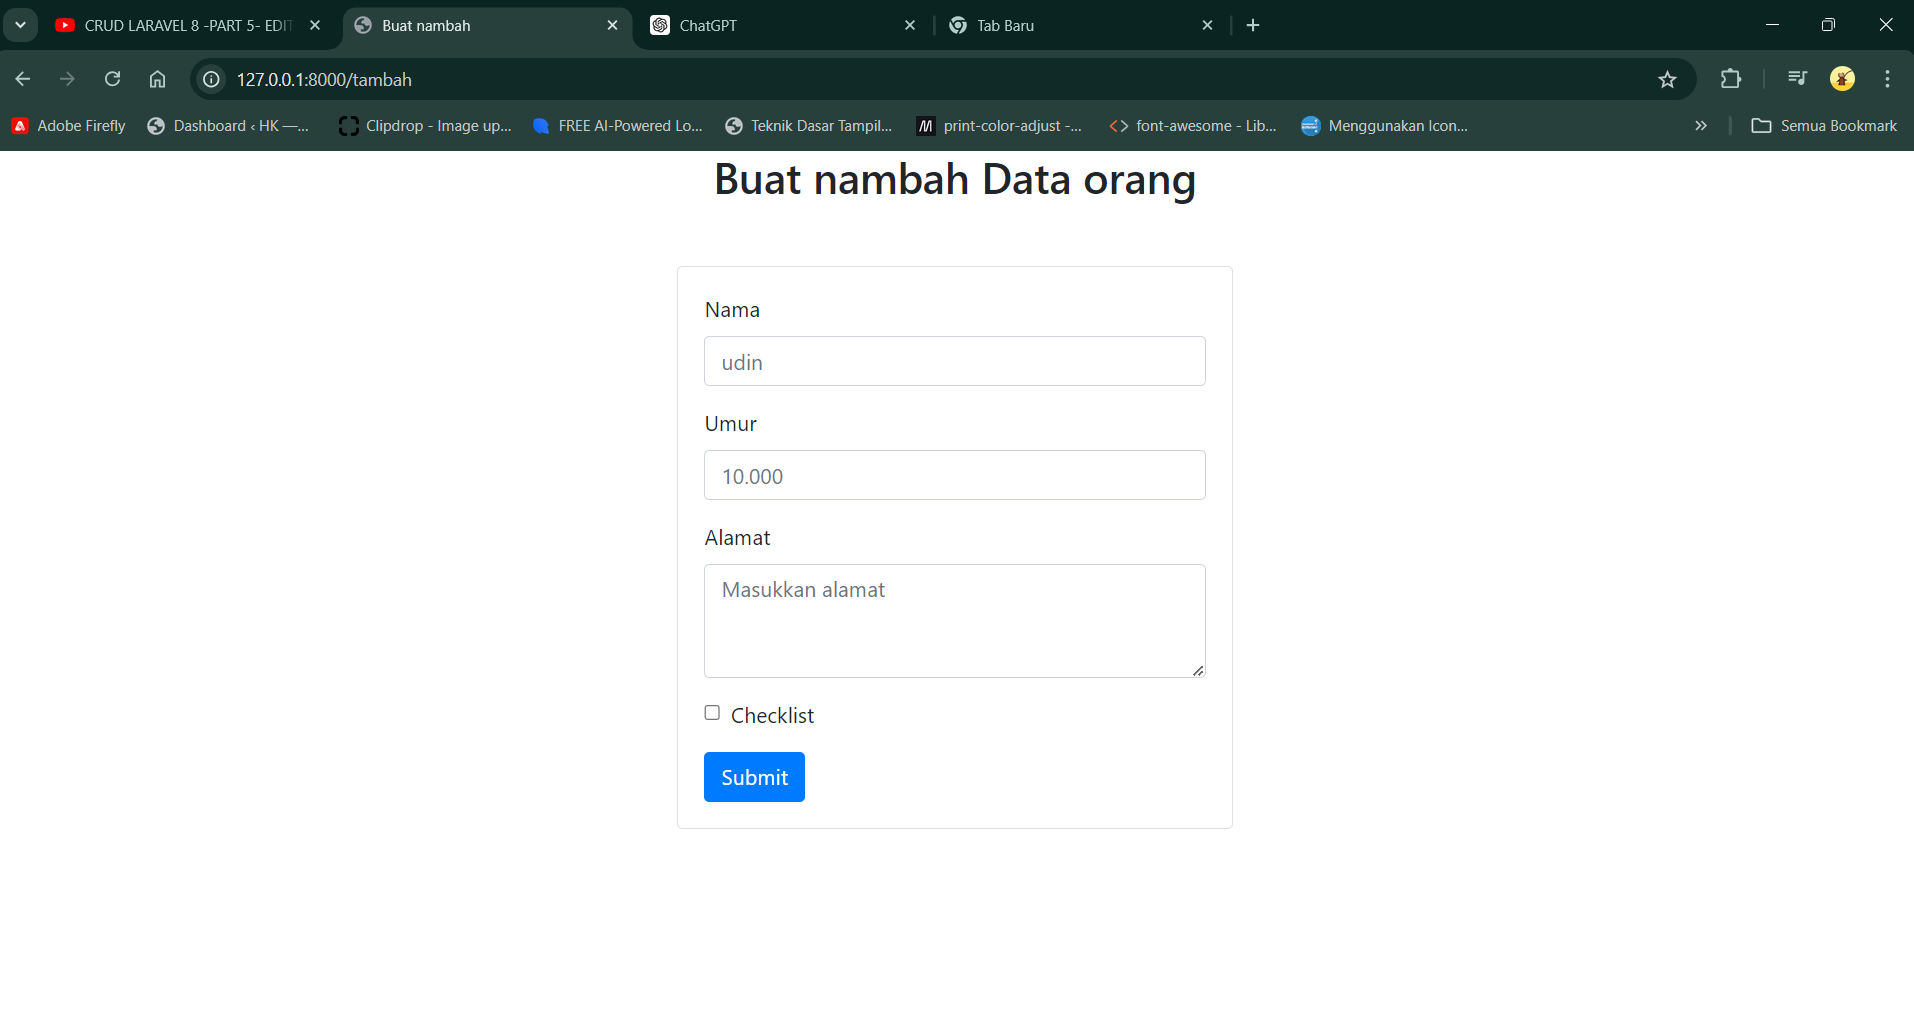 CRUD LARAVEL 8 -PART 5- EDI
Buat nambah
ChatGPT
Tab Baru
127.0.0.1:8000/tambah
Adobe Firefly
Dashboard ‹ HK —...
Clipdrop - Image up...
FREE AI-Powered Lo...
Teknik Dasar Tampil...
print-color-adjust -...
font-awesome - Lib...
Menggunakan Icon...
Semua Bookmark
Buat nambah Data orang
Nama
udin
Umur
10.000
Alamat
Masukkan alamat
Checklist
Submit